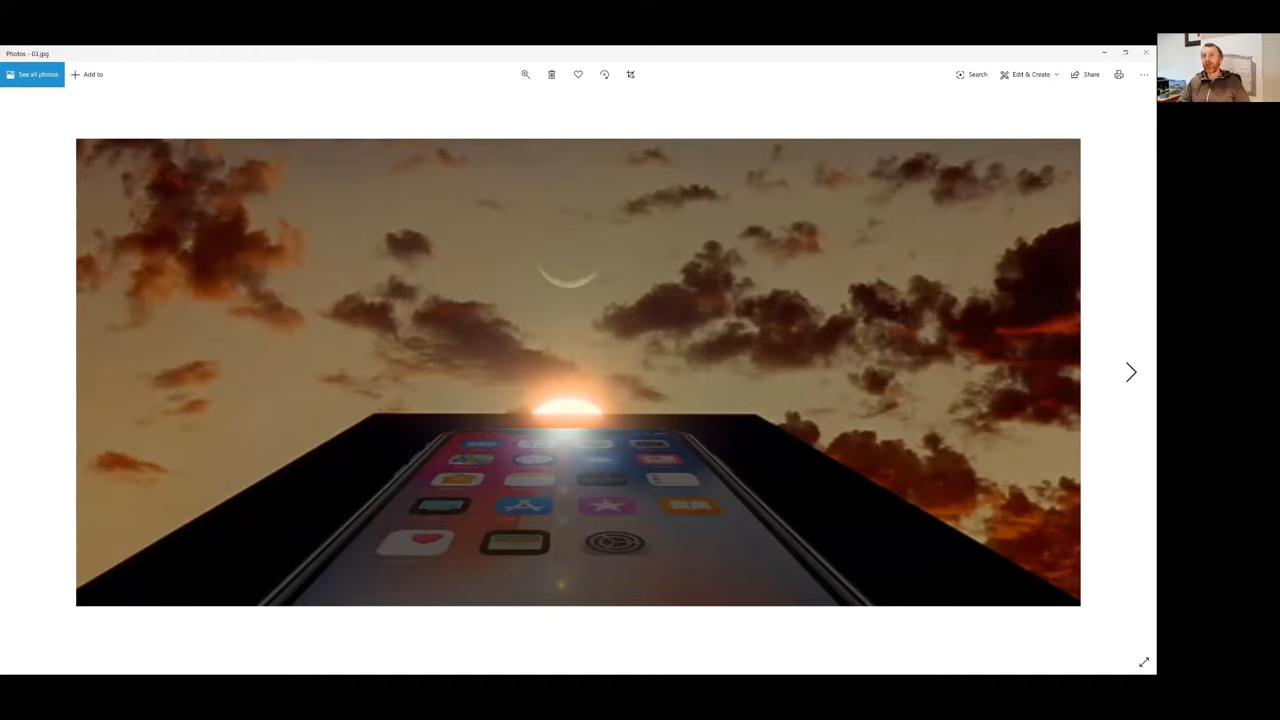 Photos - 03.jpg
See all photos
Add to
Search
Edit & Create
Share